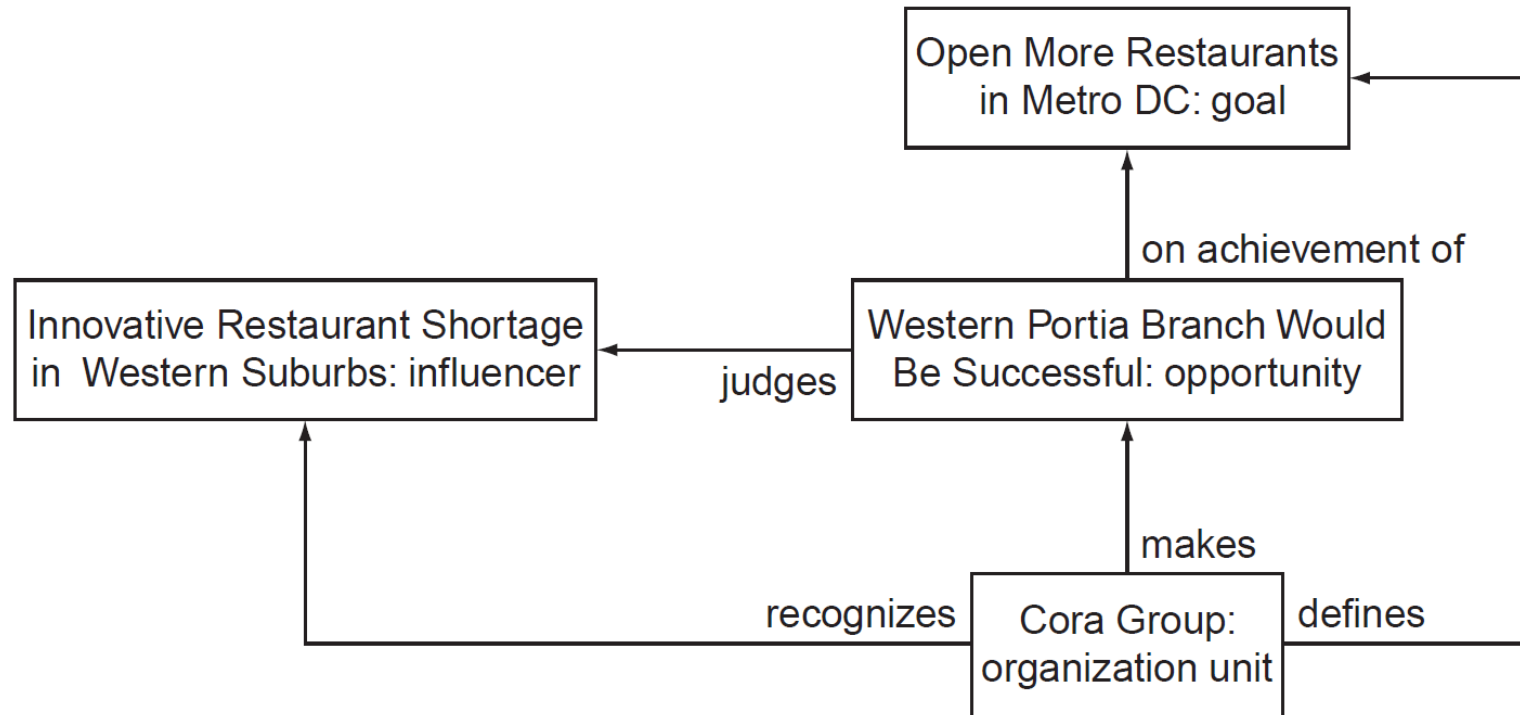 Open More Restaurants
in Metro DC: goal
on achievement of
Innovative Restaurant Shortage
in Western Suburbs: influencer
judges
Western Portia Branch Would
Be Successful: opportunity
makes
recognizes
Cora Group:
organization unit
defines